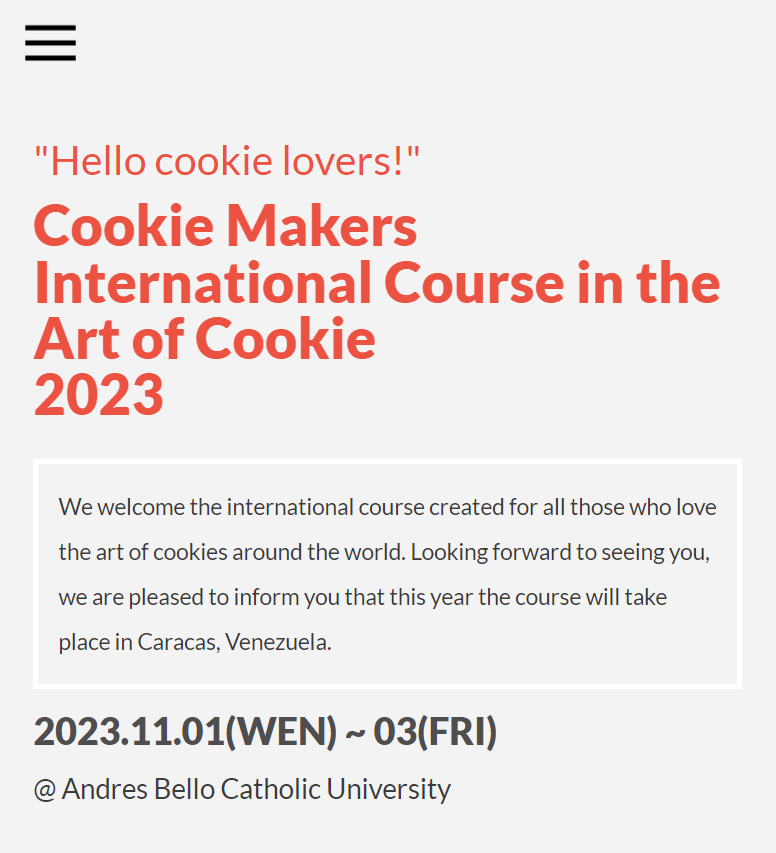 "Hello cookie lovers!"
Cookie Makers
International Course in the
Art of Cookie
2023
We welcome the international course created for all those who love
the art of cookies around the world. Looking forward to seeing you,
we are pleased to inform you that this year the course will take
place in Caracas, Venezuela.
2023.11.01(WEN) ~ 03(FRI)
@ Andres Bello Catholic University